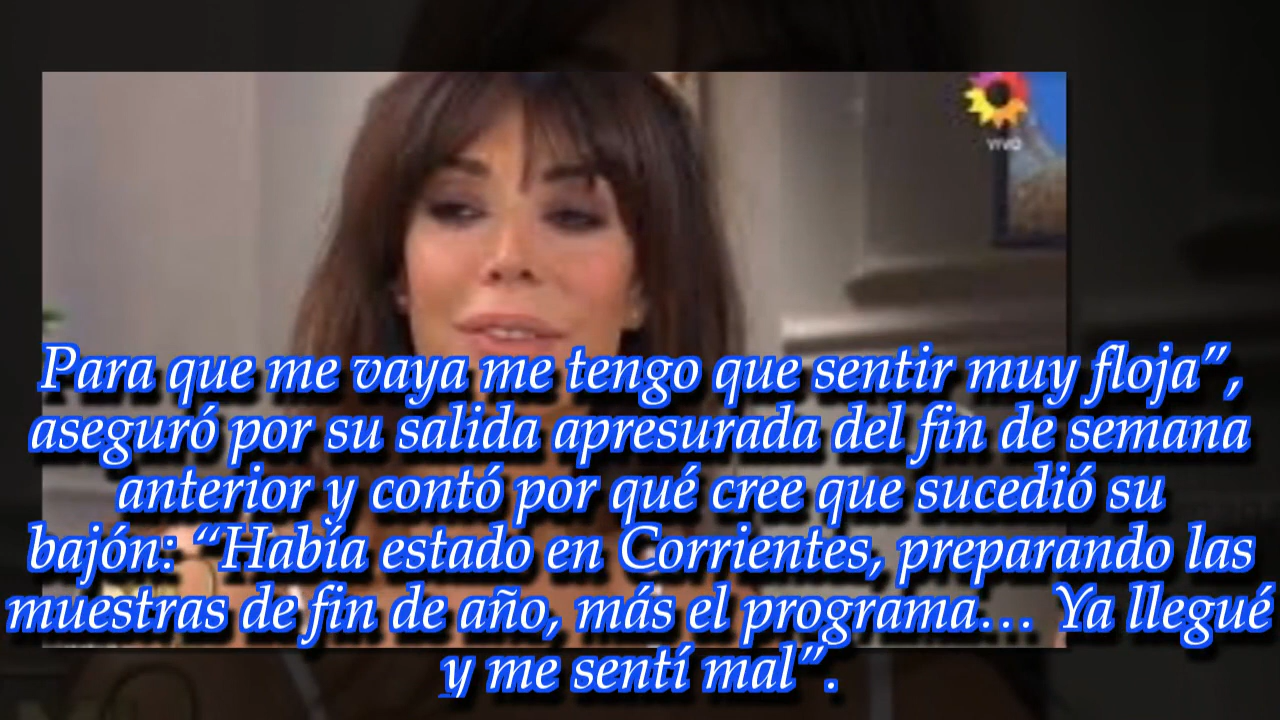 VIVO
Para que me vaya me tengo que sentir muy floja”,
aseguró por su salida apresurada del fin de semana
anterior y contó por qué cree que sucedió su
bajón: “Había estado en Corrientes, preparando las
muestras de fin de año, más el programa… Ya llegué
y me sentí mal”.